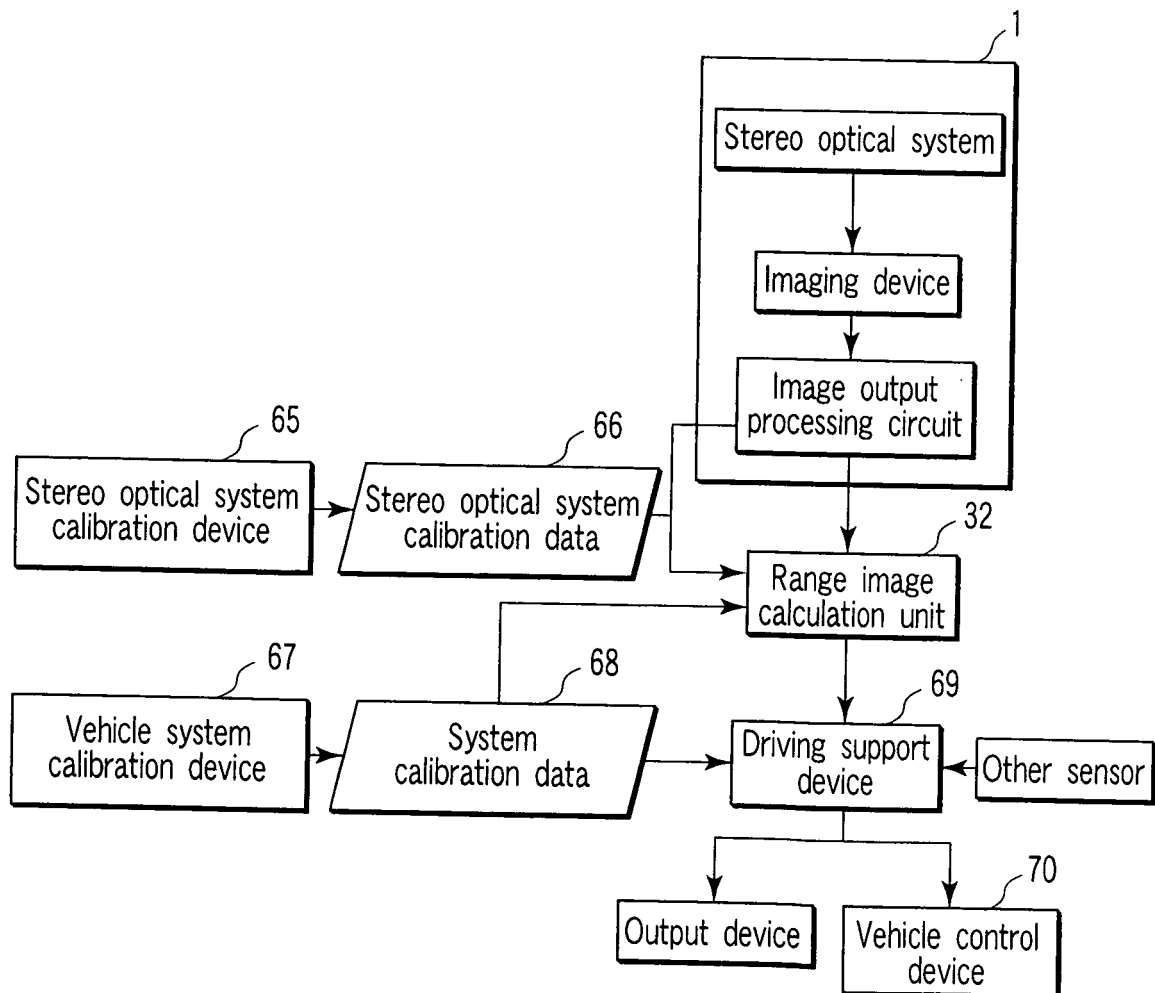 1
Stereo optical system
Imaging device
Image output
processing circuit
65
Stereo optical system
calibration device
66
Stereo optical system
calibration data
32
Range image
calculation unit
67
Vehicle system
calibration device
68
System
calibration data
69
Driving support
device
Other sensor
Output device
70
Vehicle control
device